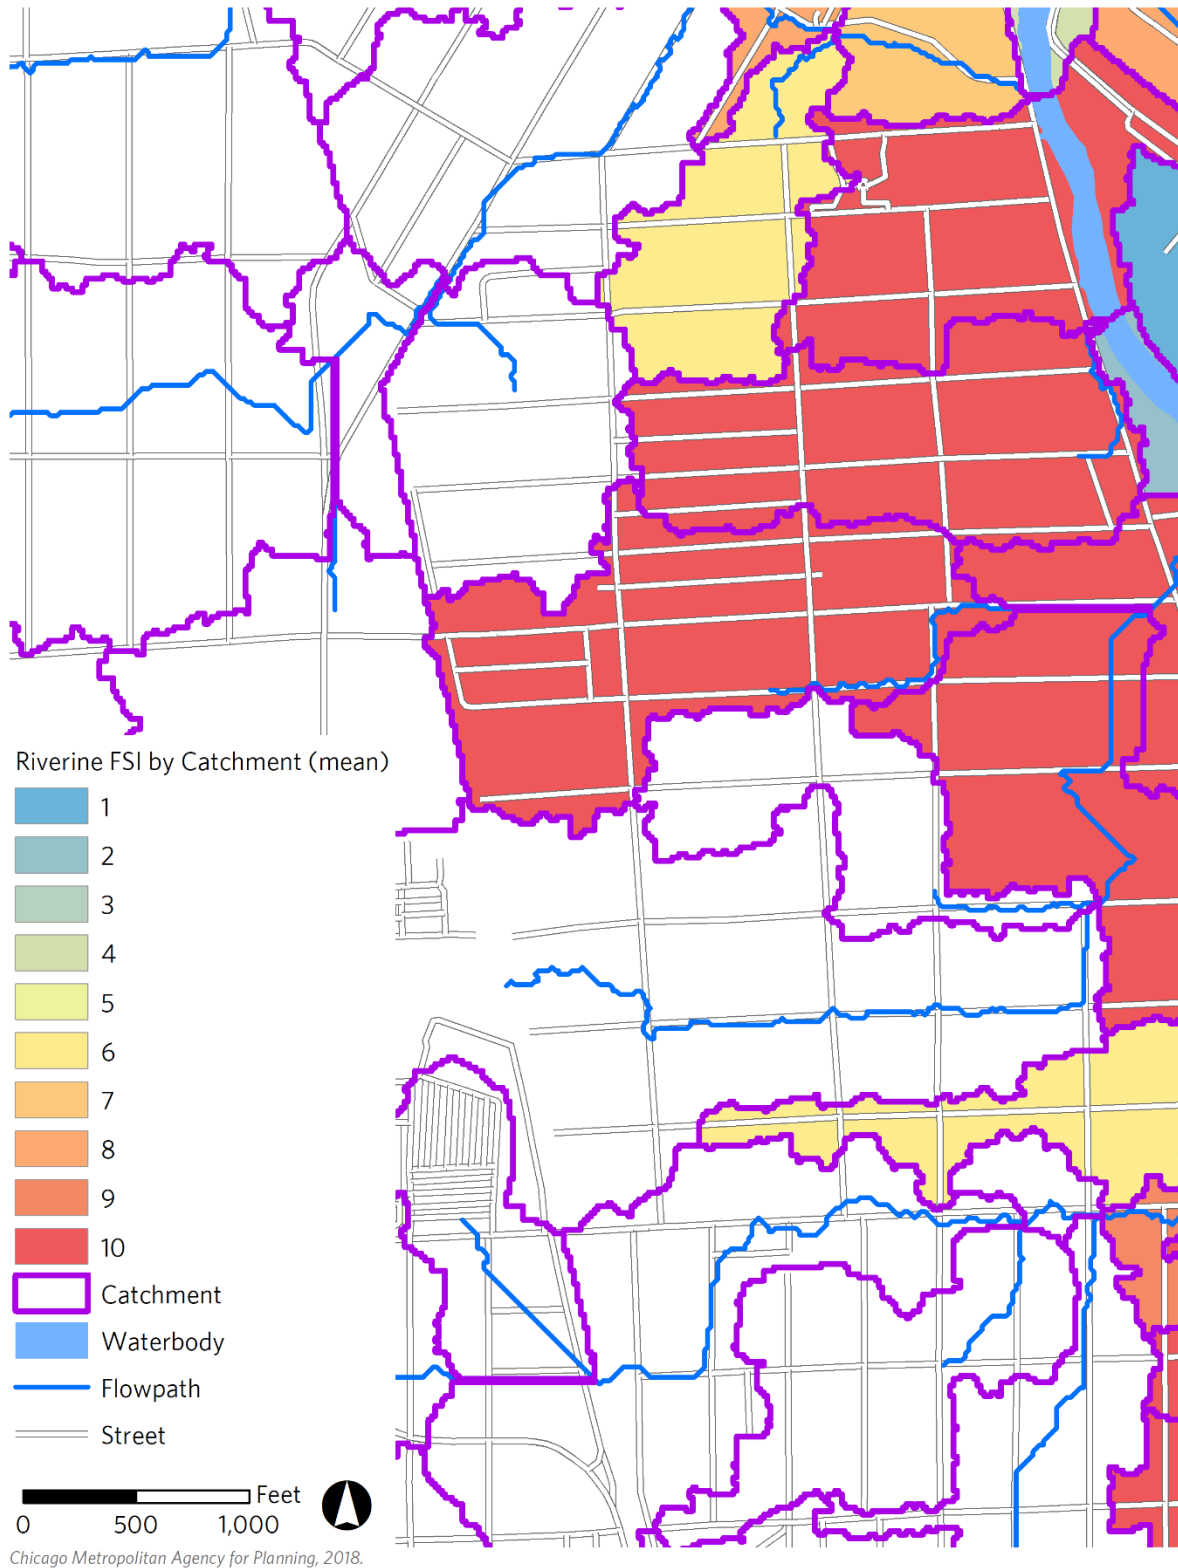 Riverine FSI by Catchment (mean)
1
2
3
4
5
6
7
8
9
10
Catchment
Waterbody
Flowpath
Street
Feet
0 500 1,000
Chicago Metropolitan Agency for Planning, 2018.